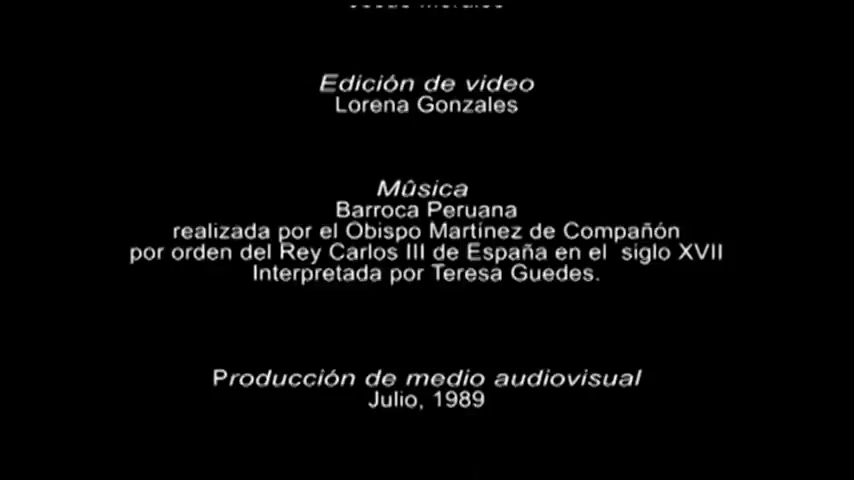 Edición de video
Lorena Gonzales
Mûsica
Barroca Peruana
realizada por el Obispo Martínez de Compañón
por orden del Rey Carlos III de España en el siglo XVII
Interpretada por Teresa Guedes.
Producción de medio audiovisual
Julio, 1989